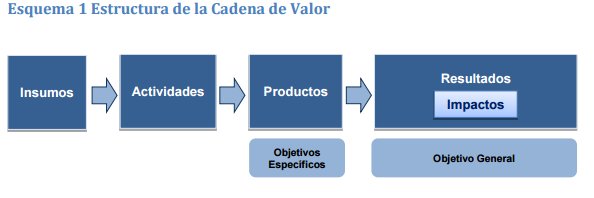 Esquema 1 Estructura de la Cadena de Valor
Insumos
Actividades
Productos
Resultados
Impactos
Objetivos
Específicos
Objetivo General